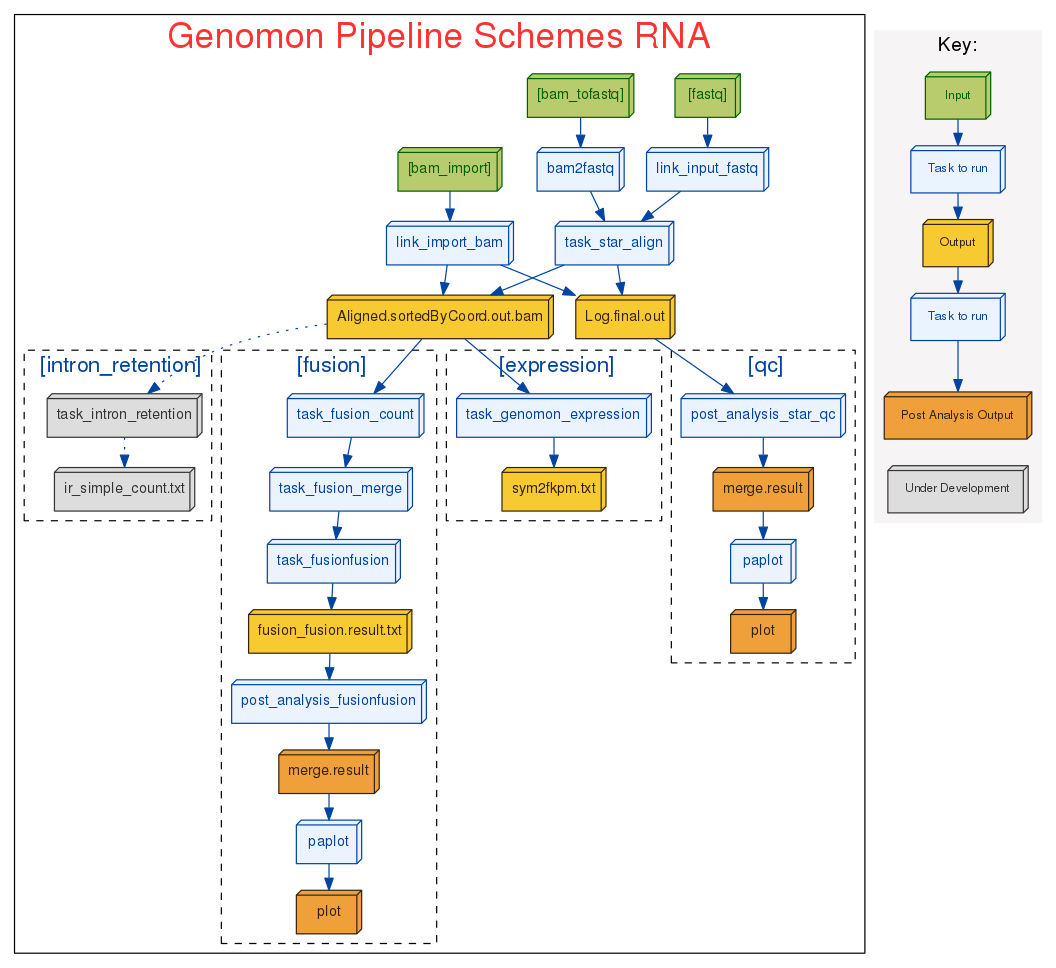 Genomon Pipeline Schemes RNA
[bam_tofastq]
[fastq]
[bam_import]
bam2fastq
link_input_fastq
link_import_bam
task_star_align
Aligned.sortedByCoord.out.bam
Log.final.out
[intron_retention]
task_intron_retention
ir_simple_count.txt
[fusion]
task_fusion_count
task_fusion_merge
task_fusionfusion
fusion_fusion.result.txt
post_analysis_fusionfusion
merge.result
paplot
plot
[expression]
task_genomon_expression
sym2fkpm.txt
[qc]
post_analysis_star_qc
merge.result
paplot
plot
Key:
Input
Task to run
Output
Task to run
Post Analysis Output
Under Development